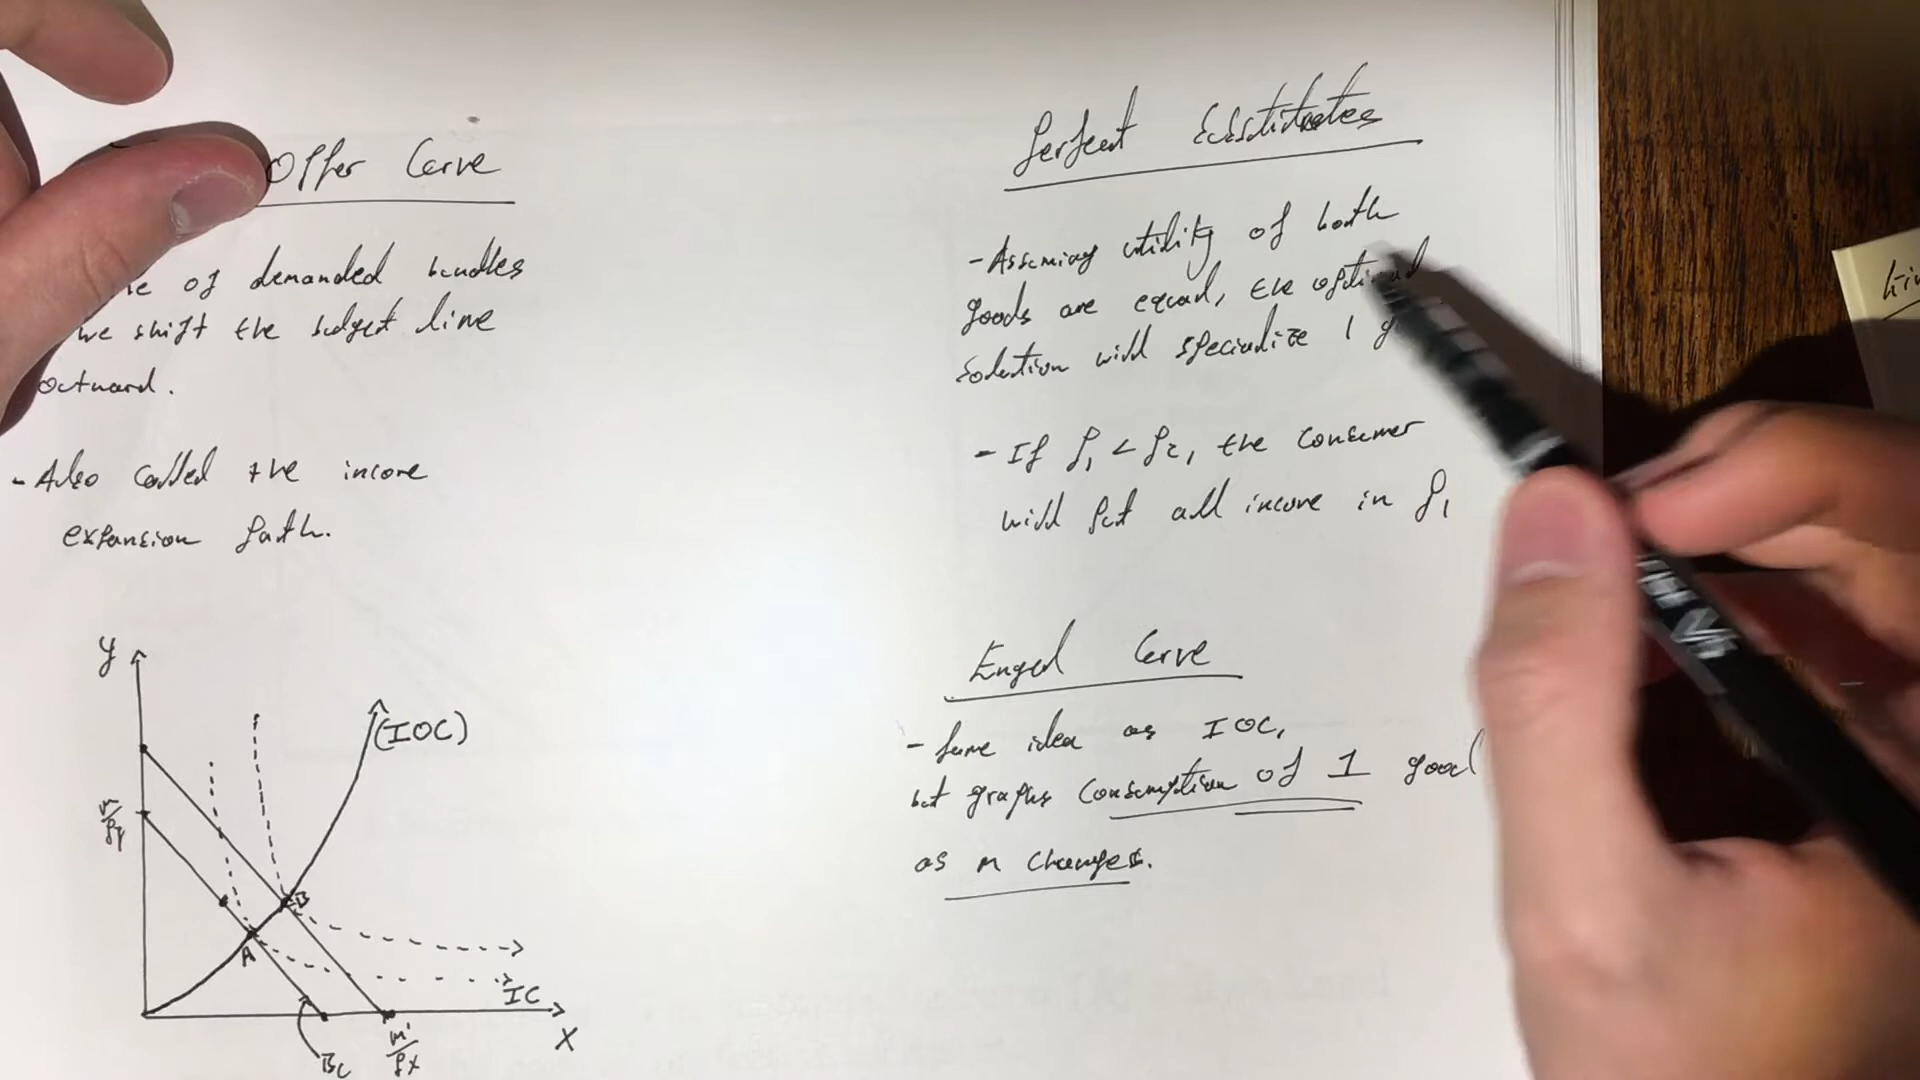 Offer Curve
of demanded bundles
we shift the budget line
outward.
- Also called the income
expansion path.
y
(IOC)
m/Py
B
A
IC
BC
m'/Px
X
Perfect Substitutes
- Assuming utility of both
goods are equal, the optimal
solution will specialize 1
- If P1 < P2, the consumer
will put all income in P1
Engel Curve
- Same idea as IOC,
but graphs consumption of 1 good
as m changes.